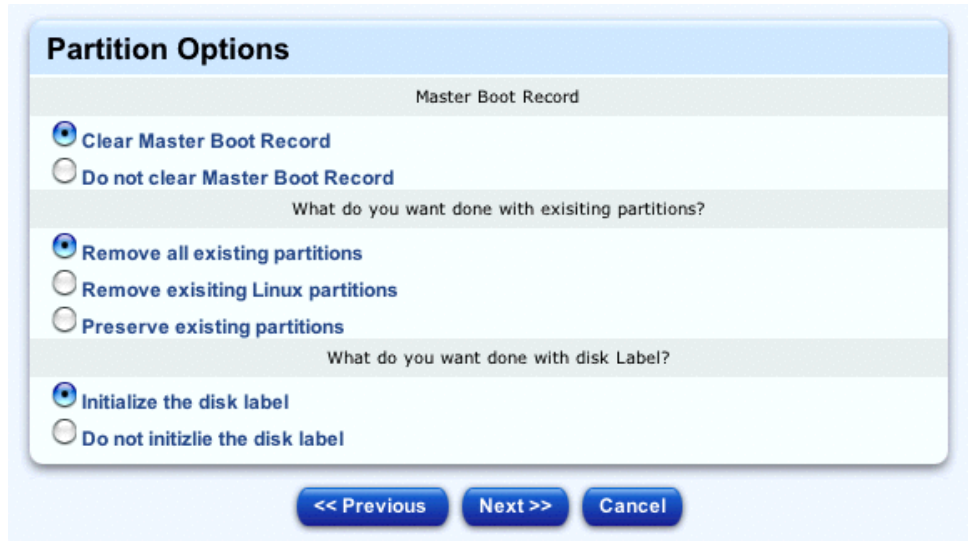 Partition Options
Master Boot Record
Clear Master Boot Record
Do not clear Master Boot Record
What do you want done with exisiting partitions?
Remove all existing partitions
Remove exisiting Linux partitions
Preserve existing partitions
What do you want done with disk Label?
Initialize the disk label
Do not initizlie the disk label
<< Previous Next >> Cancel